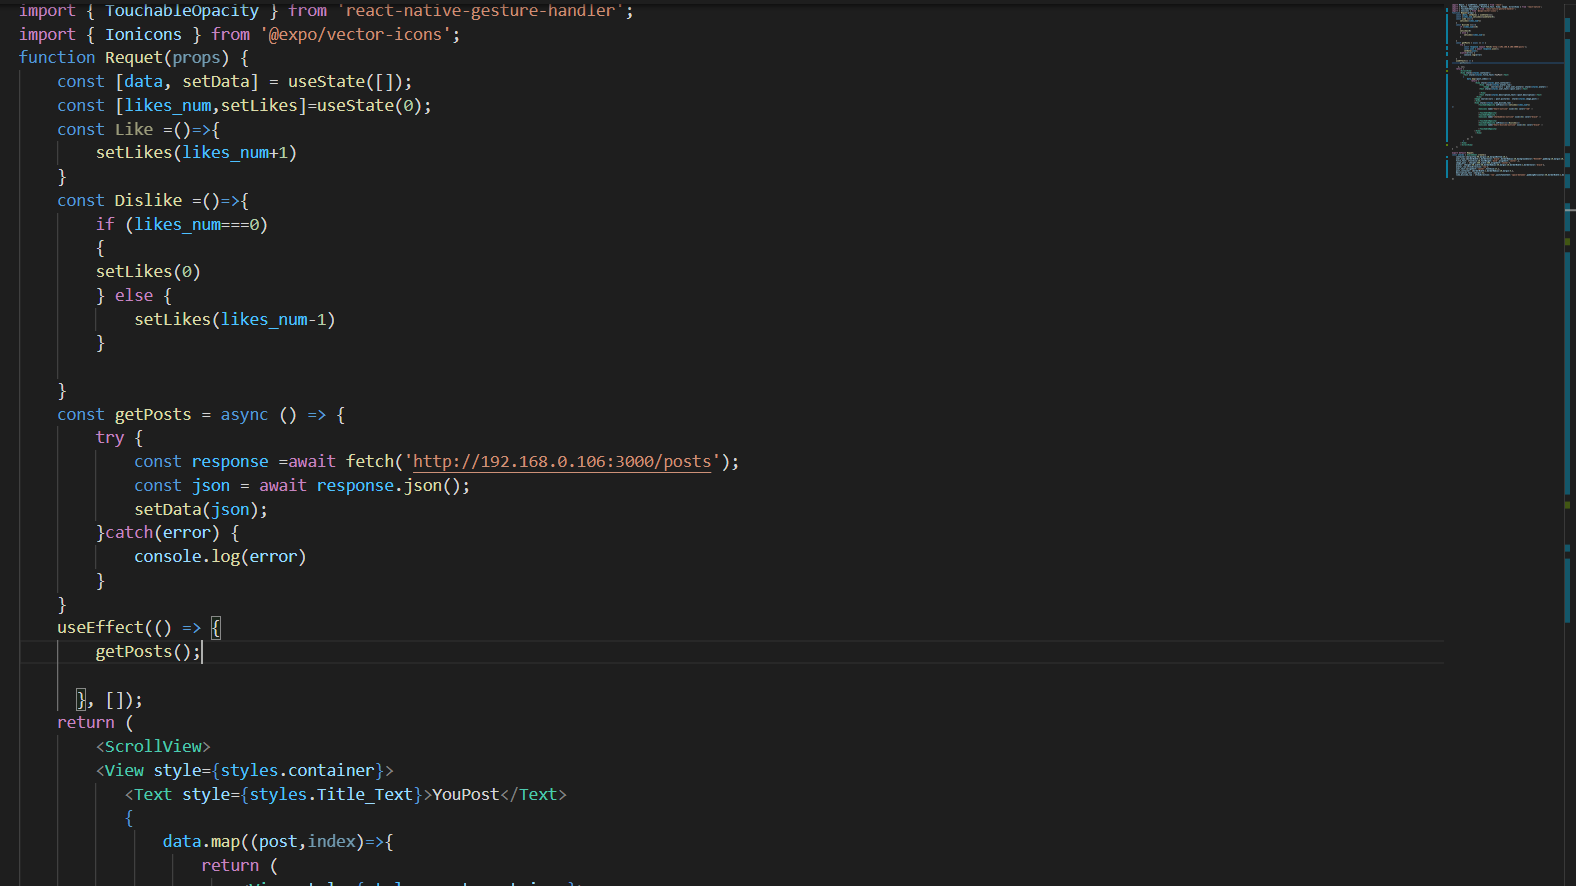 import { TouchableOpacity } from 'react-native-gesture-handler';
import { Ionicons } from '@expo/vector-icons';
function Requet(props) {
const [data, setData] = useState([]);
const [likes_num,setLikes]=useState(0);
const Like =()=>{
setLikes(likes_num+1)
}
const Dislike =()=>{
if (likes_num===0)
{
setLikes(0)
} else {
setLikes(likes_num-1)
}
}
const getPosts = async () => {
try {
const response =await fetch('http://192.168.0.106:3000/posts');
const json = await response.json();
setData(json);
}catch(error) {
console.log(error)
}
}
useEffect(() => {
getPosts();
}, []);
return (
<ScrollView>
<View style={styles.container}>
<Text style={styles.Title_Text}>YouPost</Text>
{
data.map((post,index)=>{
return (